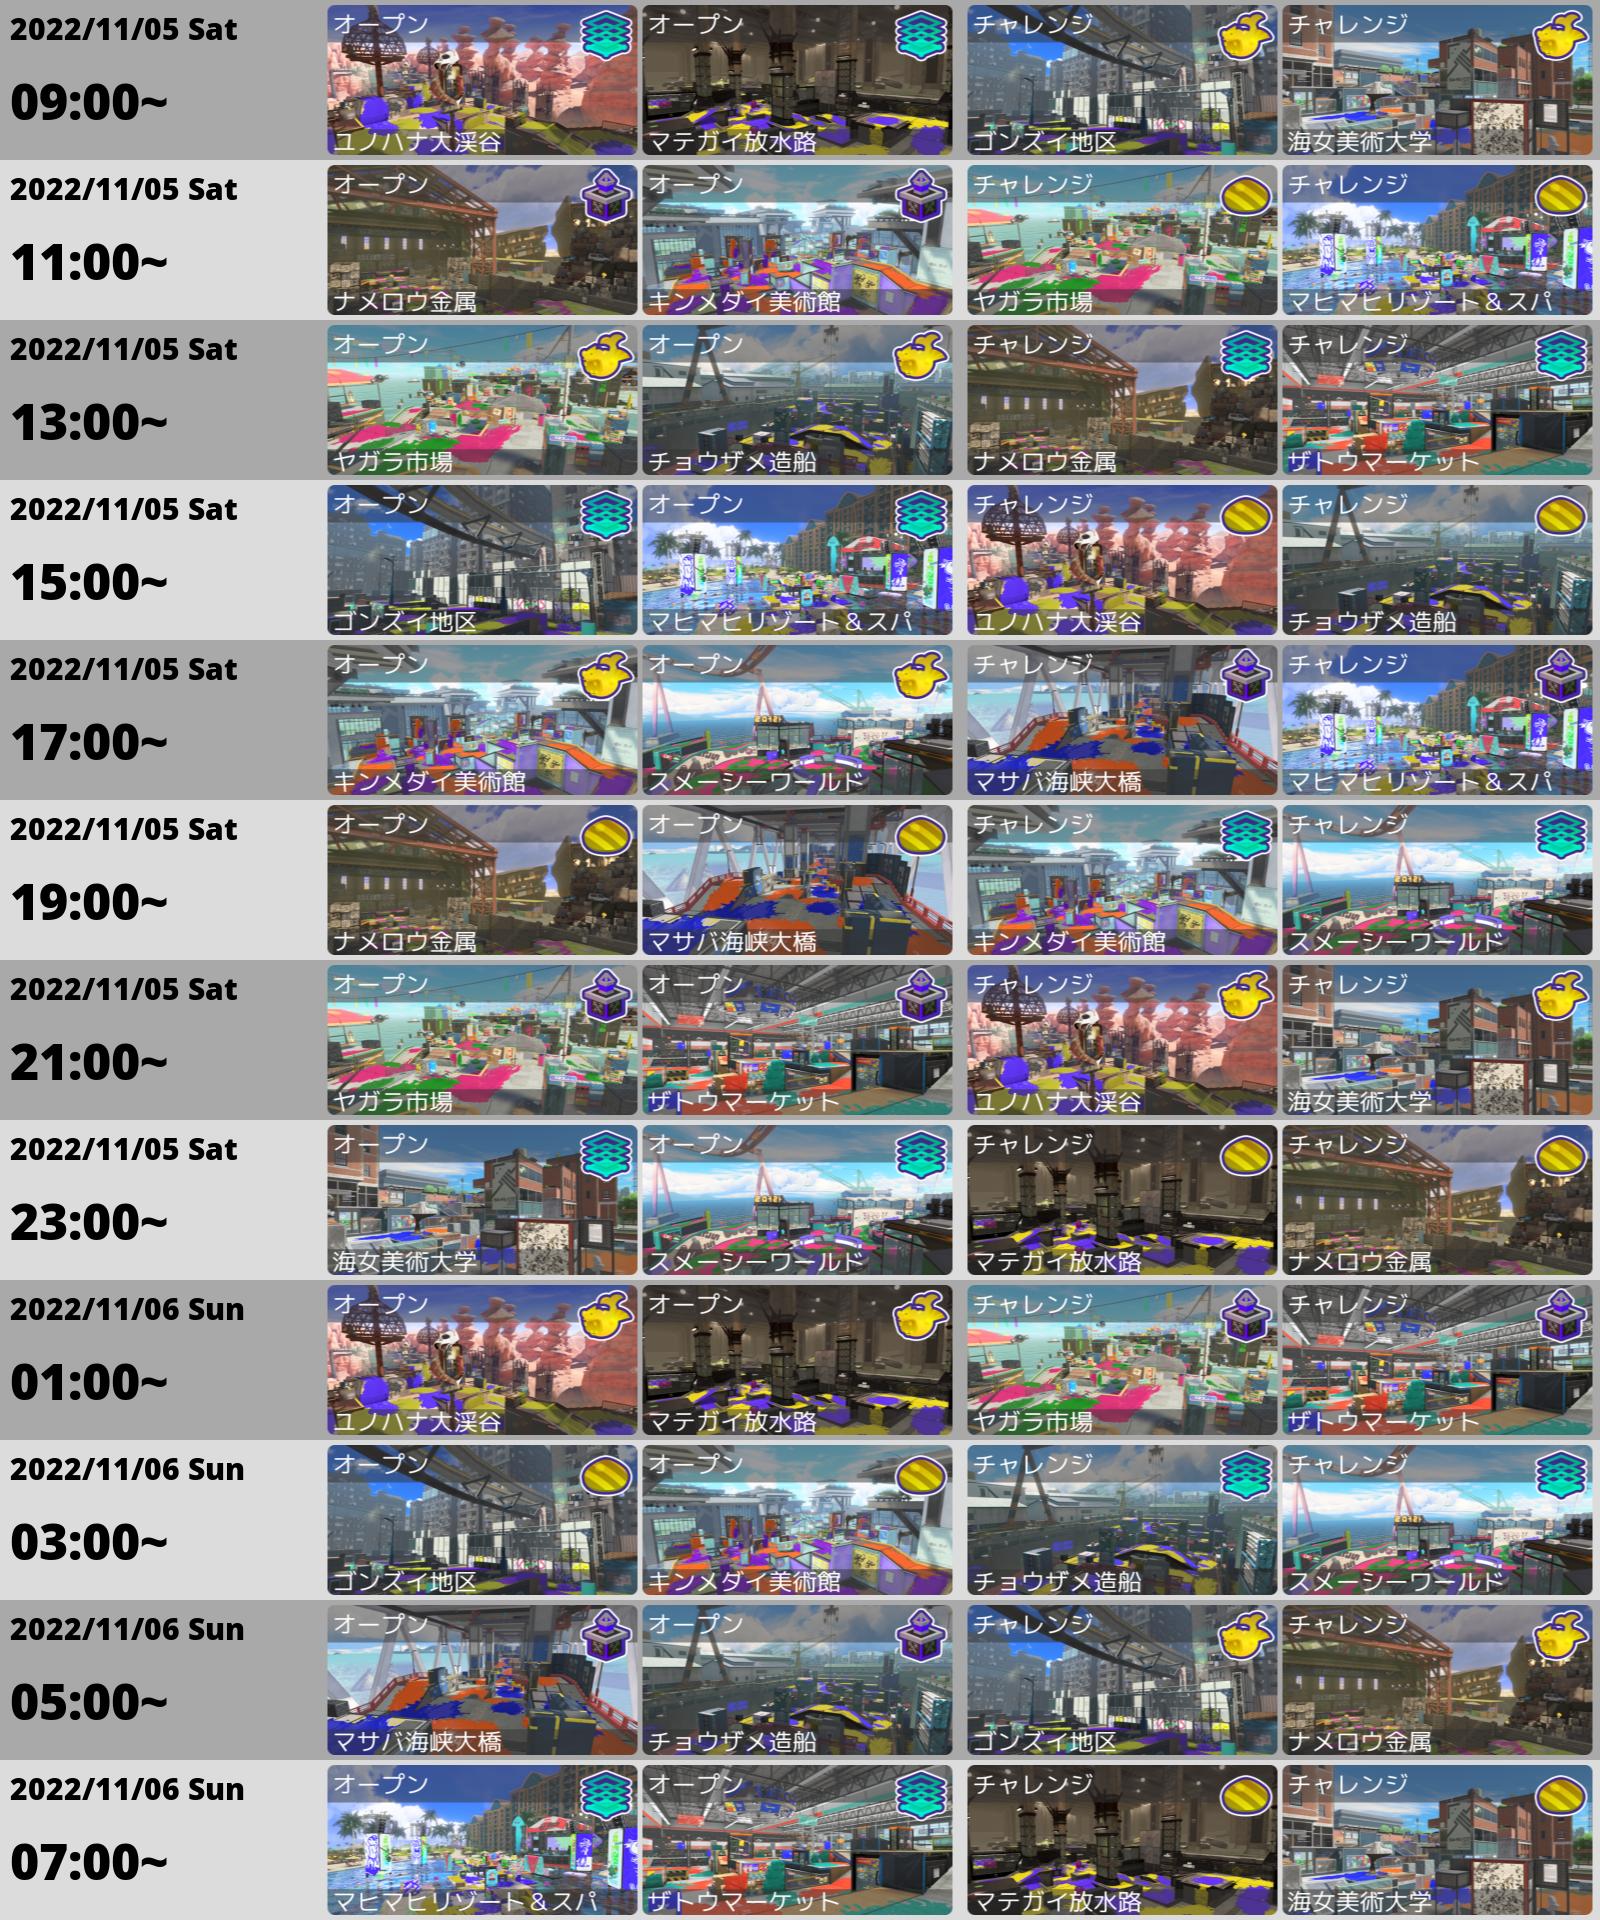 2022/11/05 Sat
09:00~
オープン
ユノハナ大渓谷
オープン
マテガイ放水路
チャレンジ
ゴンズイ地区
チャレンジ
海女美術大学
2022/11/05 Sat
11:00~
オープン
ナメロウ金属
オープン
キンメダイ美術館
チャレンジ
ヤガラ市場
チャレンジ
マヒマヒリゾート＆スパ
2022/11/05 Sat
13:00~
オープン
ヤガラ市場
オープン
チョウザメ造船
チャレンジ
ナメロウ金属
チャレンジ
ザトウマーケット
2022/11/05 Sat
15:00~
オープン
ゴンズイ地区
オープン
マヒマヒリゾート＆スパ
チャレンジ
ユノハナ大渓谷
チャレンジ
チョウザメ造船
2022/11/05 Sat
17:00~
オープン
キンメダイ美術館
オープン
スメーシーワールド
チャレンジ
マサバ海峡大橋
チャレンジ
マヒマヒリゾート＆スパ
2022/11/05 Sat
19:00~
オープン
ナメロウ金属
オープン
マサバ海峡大橋
チャレンジ
キンメダイ美術館
チャレンジ
スメーシーワールド
2022/11/05 Sat
21:00~
オープン
ヤガラ市場
オープン
ザトウマーケット
チャレンジ
ユノハナ大渓谷
チャレンジ
海女美術大学
2022/11/05 Sat
23:00~
オープン
海女美術大学
オープン
スメーシーワールド
チャレンジ
マテガイ放水路
チャレンジ
ナメロウ金属
2022/11/06 Sun
01:00~
オープン
ユノハナ大渓谷
オープン
マテガイ放水路
チャレンジ
ヤガラ市場
チャレンジ
ザトウマーケット
2022/11/06 Sun
03:00~
オープン
ゴンズイ地区
オープン
キンメダイ美術館
チャレンジ
チョウザメ造船
チャレンジ
スメーシーワールド
2022/11/06 Sun
05:00~
オープン
マサバ海峡大橋
オープン
チョウザメ造船
チャレンジ
ゴンズイ地区
チャレンジ
ナメロウ金属
2022/11/06 Sun
07:00~
オープン
マヒマヒリゾート＆スパ
オープン
ザトウマーケット
チャレンジ
マテガイ放水路
チャレンジ
海女美術大学